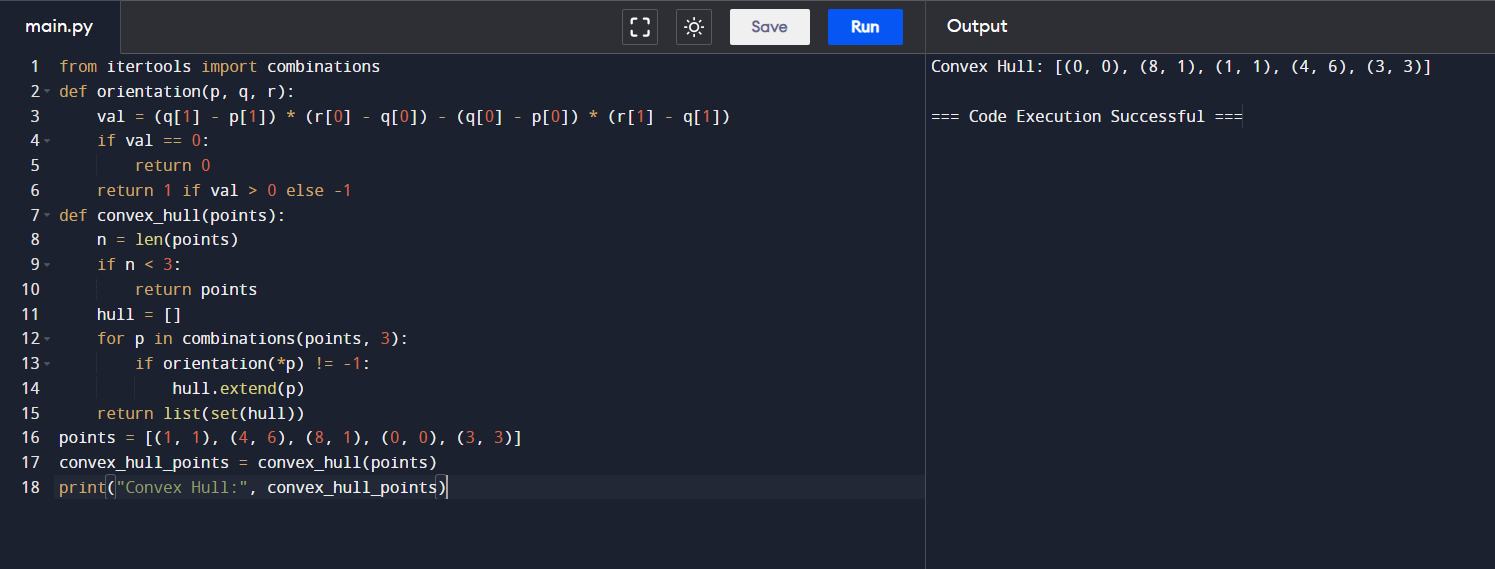 main.py
Save
Run
Output
1 from itertools import combinations
2 def orientation(p, q, r):
3     val = (q[1] - p[1]) * (r[0] - q[0]) - (q[0] - p[0]) * (r[1] - q[1])
4     if val == 0:
5         return 0
6     return 1 if val > 0 else -1
7 def convex_hull(points):
8     n = len(points)
9     if n < 3:
10         return points
11     hull = []
12     for p in combinations(points, 3):
13         if orientation(*p) != -1:
14             hull.extend(p)
15     return list(set(hull))
16 points = [(1, 1), (4, 6), (8, 1), (0, 0), (3, 3)]
17 convex_hull_points = convex_hull(points)
18 print("Convex Hull:", convex_hull_points)
Convex Hull: [(0, 0), (8, 1), (1, 1), (4, 6), (3, 3)]
=== Code Execution Successful ===